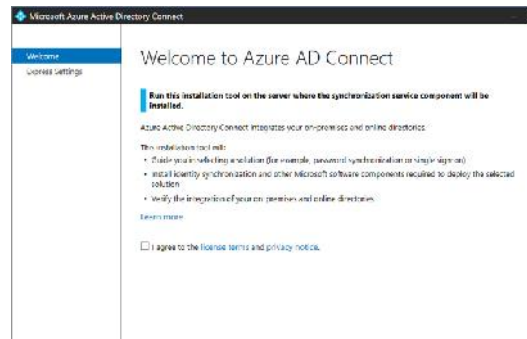 Microsoft Azure Active Directory Connect
Welcome
Express Settings
Welcome to Azure AD Connect
Run this installation tool on the server where the synchronization service component will be
installed.
Azure Active Directory Connect integrates your on-premises and online directories.
This installation tool will:
• Guide you in selecting a solution (for example, password synchronization or single sign on)
• Install identity synchronization and other Microsoft software components required to deploy the selected
solution
• Verify the integration of your on-premises and online directories
Learn more
I agree to the license terms and privacy notice.